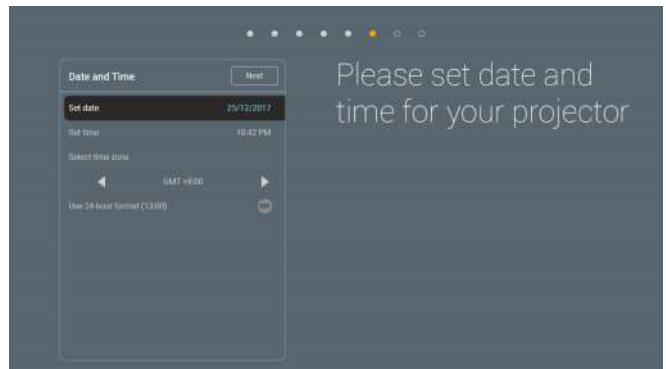 Date and Time
Next
Please set date and
time for your projector
Set date
25/12/2017
Set time
10:42 PM
Select time zone
GMT +8:00
Use 24-hour format (13:00)